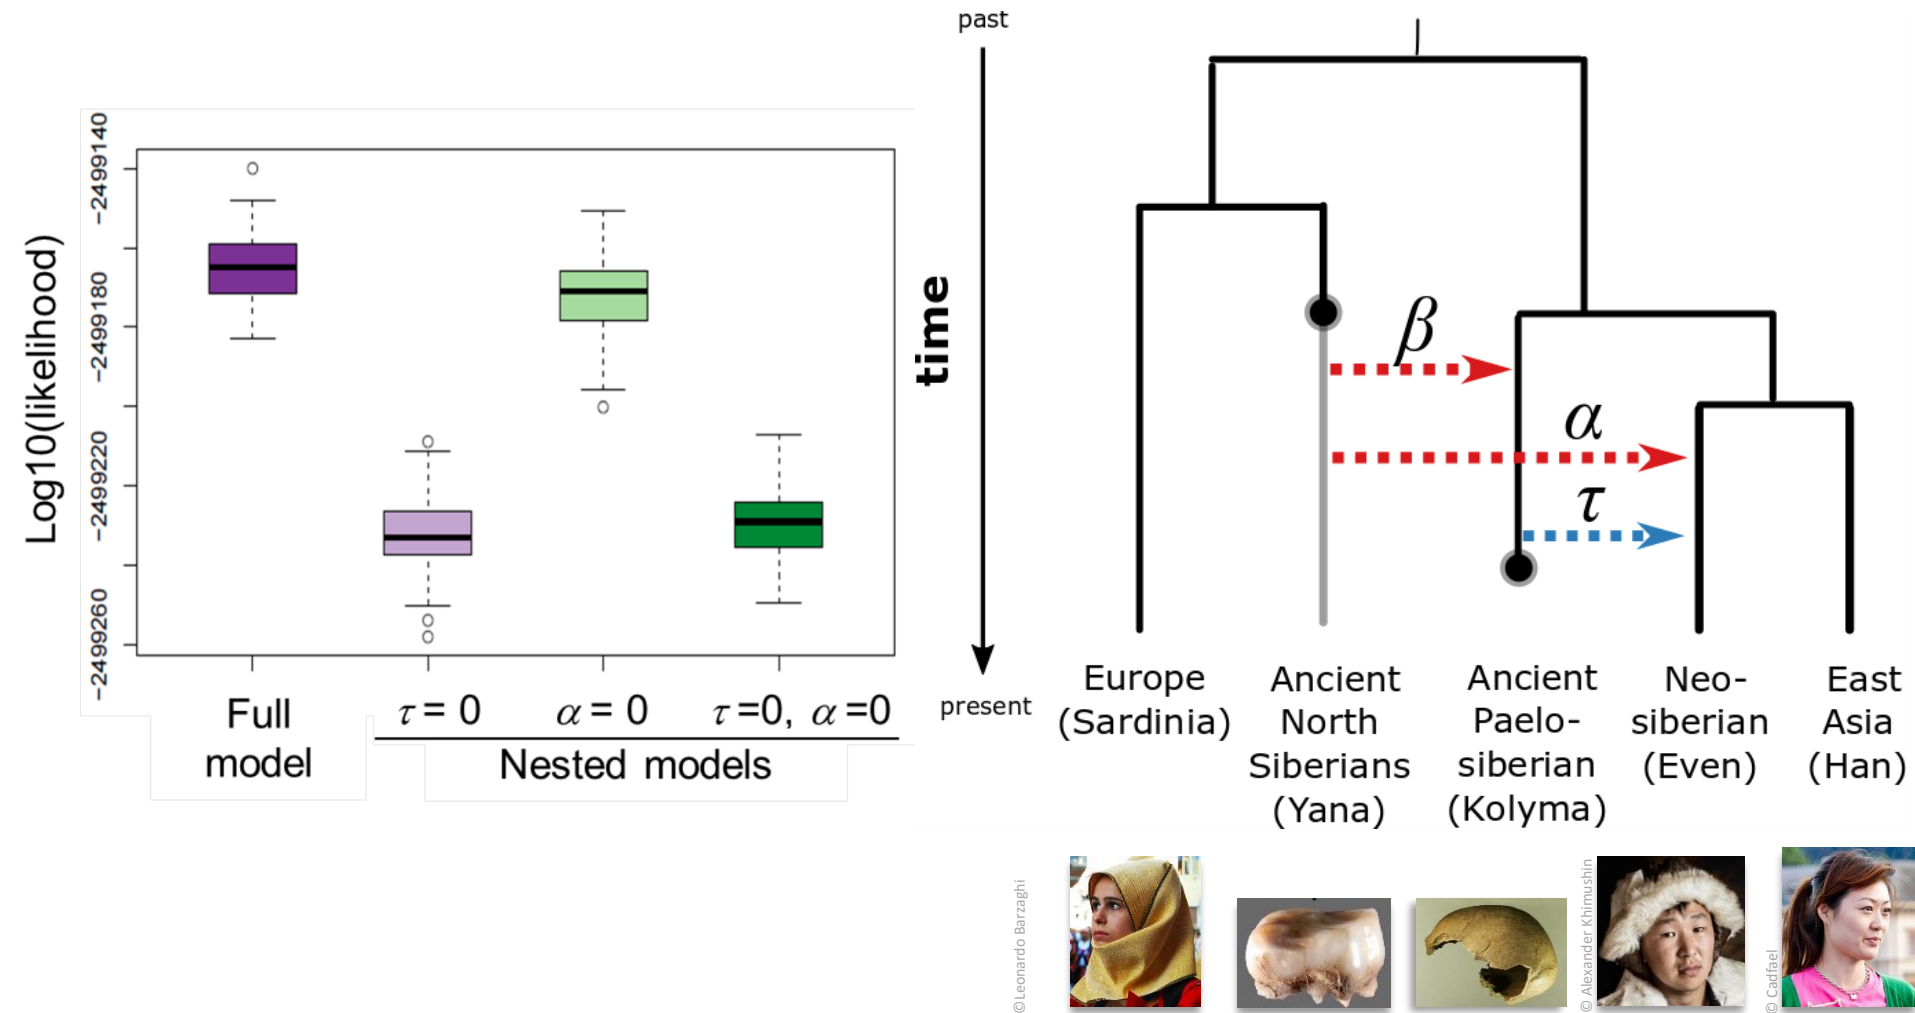 Log10(likelihood)
−2499140
−2499180
−2499220
−2499260
Full
model
τ = 0
α = 0
τ =0, α =0
Nested models
past
time
present
β
α
τ
Europe
(Sardinia)
Ancient
North
Siberians
(Yana)
Ancient
Paelo-
siberian
(Kolyma)
Neo-
siberian
(Even)
East
Asia
(Han)
©Leonardo Barzaghi
© Alexander Khimushin
© Cadfael